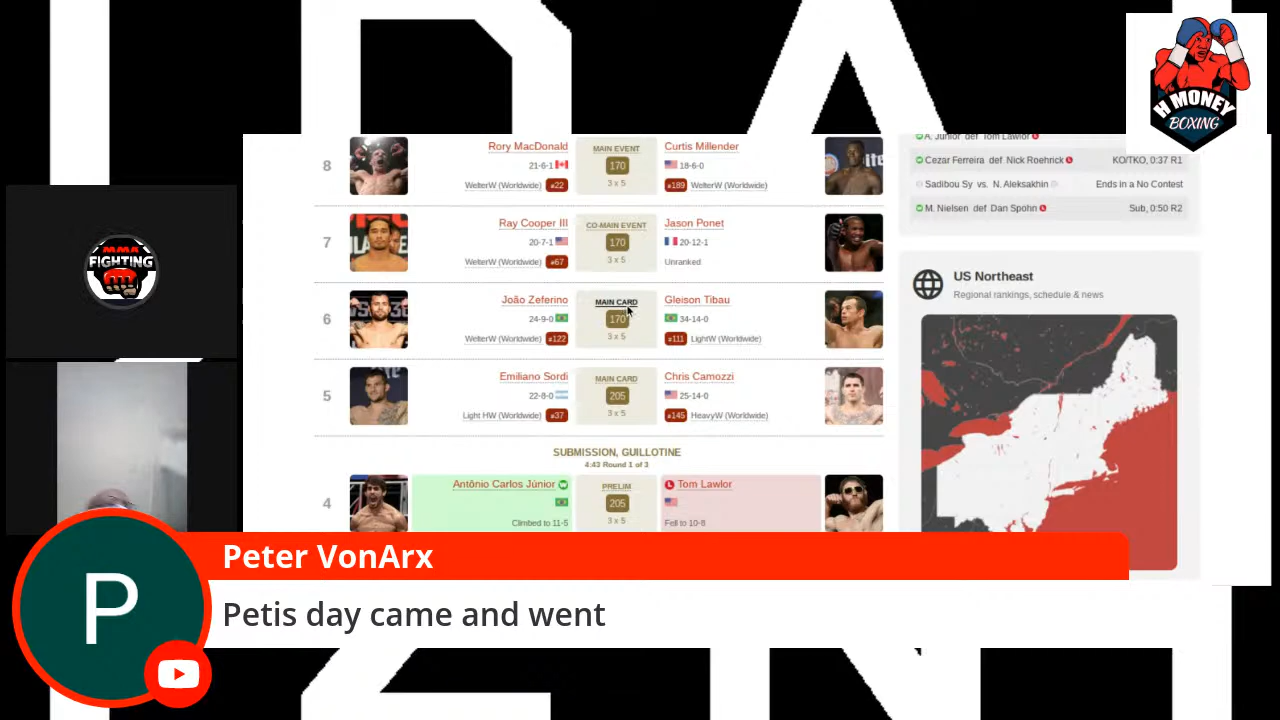 H MONEY
BOXING
MMA
FIGHTING
8
Rory MacDonald
21-6-1
WelterW (Worldwide) #22
MAIN EVENT
170
3 x 5
Curtis Millender
18-6-0
#189 WelterW (Worldwide)
7
Ray Cooper III
20-7-1
WelterW (Worldwide) #67
CO-MAIN EVENT
170
3 x 5
Jason Ponet
20-12-1
Unranked
6
João Zeferino
24-9-0
WelterW (Worldwide) #122
MAIN CARD
170
3 x 5
Gleison Tibau
34-14-0
#111 LightW (Worldwide)
5
Emiliano Sordi
22-8-0
Light HW (Worldwide) #37
MAIN CARD
205
3 x 5
Chris Camozzi
25-14-0
#145 HeavyW (Worldwide)
SUBMISSION, GUILLOTINE
4:43 Round 1 of 3
4
Antônio Carlos Júnior
Climbed to 11-5
PRELIM
205
3 x 5
Tom Lawlor
Fell to 10-8
A. Junior def Tom Lawlor
Cezar Ferreira def Nick Roehrick KO/TKO, 0:37 R1
Sadibou Sy vs. N. Aleksakhin Ends in a No Contest
M. Nielsen def Dan Spohn Sub, 0:50 R2
US Northeast
Regional rankings, schedule & news
P
Peter VonArx
Petis day came and went